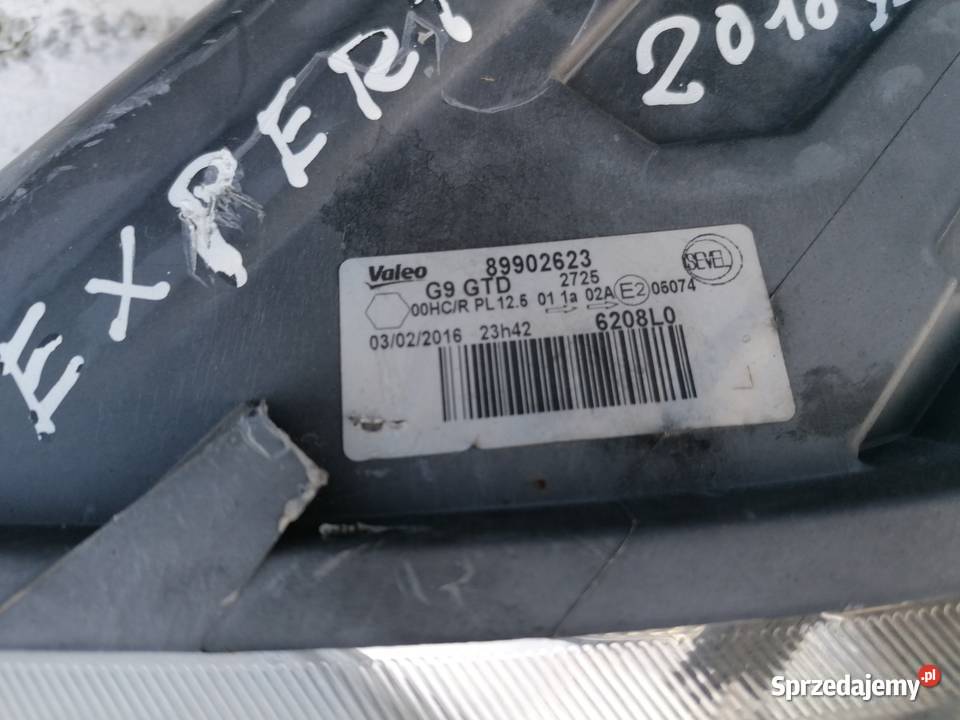 EXPERT
2010
Valeo 89902623
SEVEL
G9 GTD 2725
00HC/R PL 12.5 01 1a 02A E2 05074
03/02/2016 23h42 6208L0
Sprzedajemy.pl